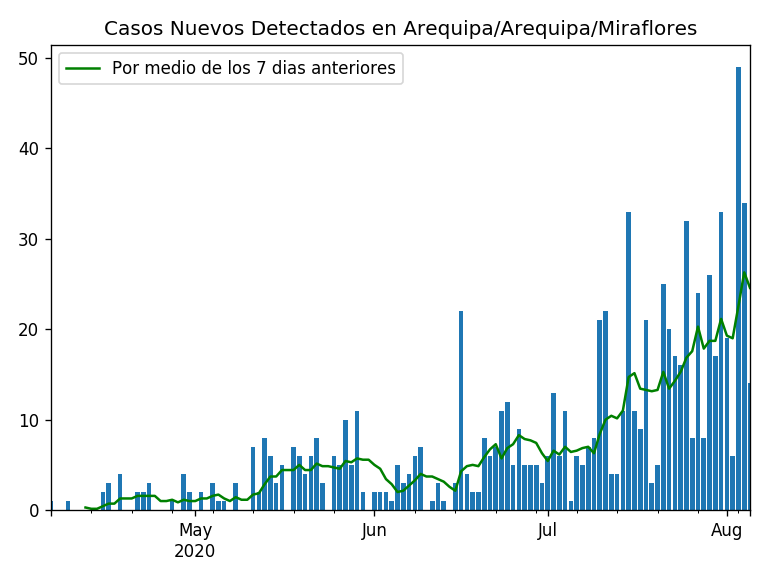 Casos Nuevos Detectados en Arequipa/Arequipa/Miraflores
Por medio de los 7 dias anteriores
50
40
30
20
10
0
May Jun Jul Aug
2020